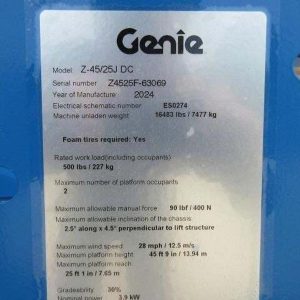 Genie
Model: Z-45/25J DC
Serial number Z4525F-63069
Year of Manufacture: 2024
Electrical schematic number ES0274
Machine unladen weight 16483 lbs / 7477 kg
Foam tires required: Yes
Rated work load(including occupants)
500 lbs / 227 kg
Maximum number of platform occupants
2
Maximum allowable manual force 90 lbf / 400 N
Maximum allowable inclination of the chassis:
2.5° along x 4.5° perpendicular to lift structure
Maximum wind speed: 28 mph / 12.5 m/s
Maximum platform height 45 ft 9 in / 13.94 m
Maximum platform reach
25 ft 1 in / 7.65 m
Gradeability 30%
Nominal power 3.9 kW